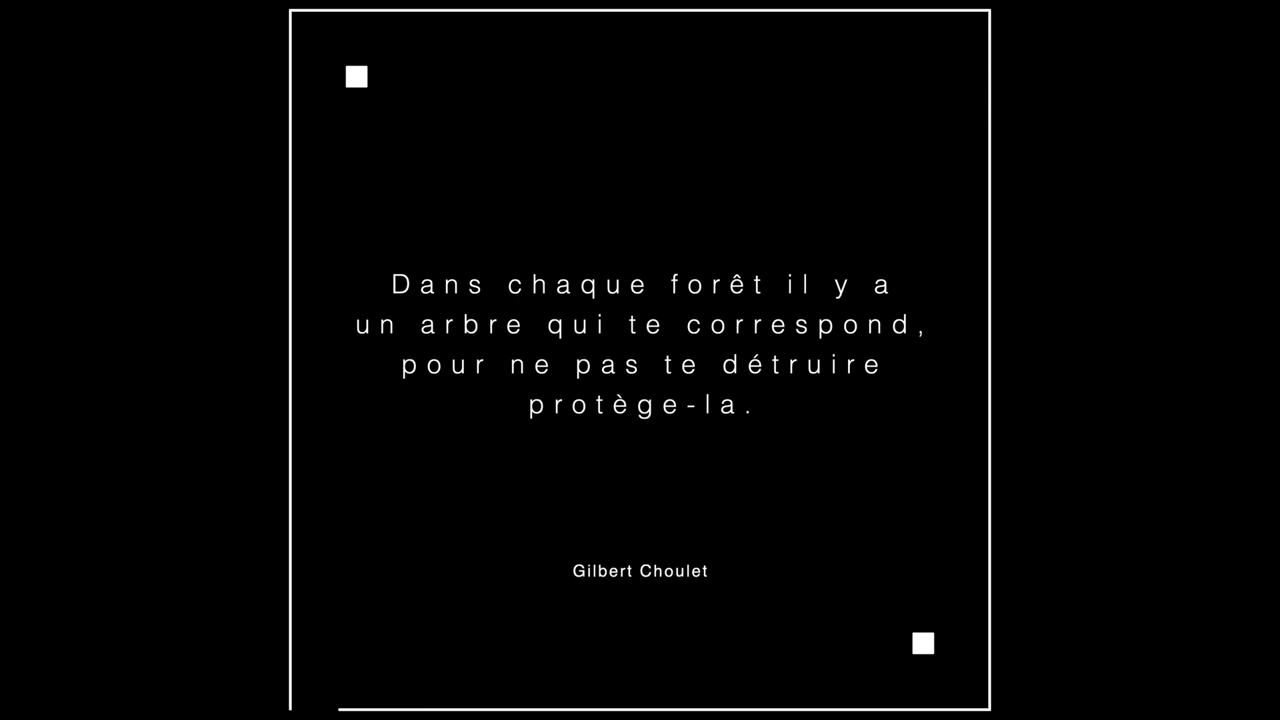 Dans chaque forêt il y a
un arbre qui te correspond,
pour ne pas te détruire
protège-la.
Gilbert Choulet